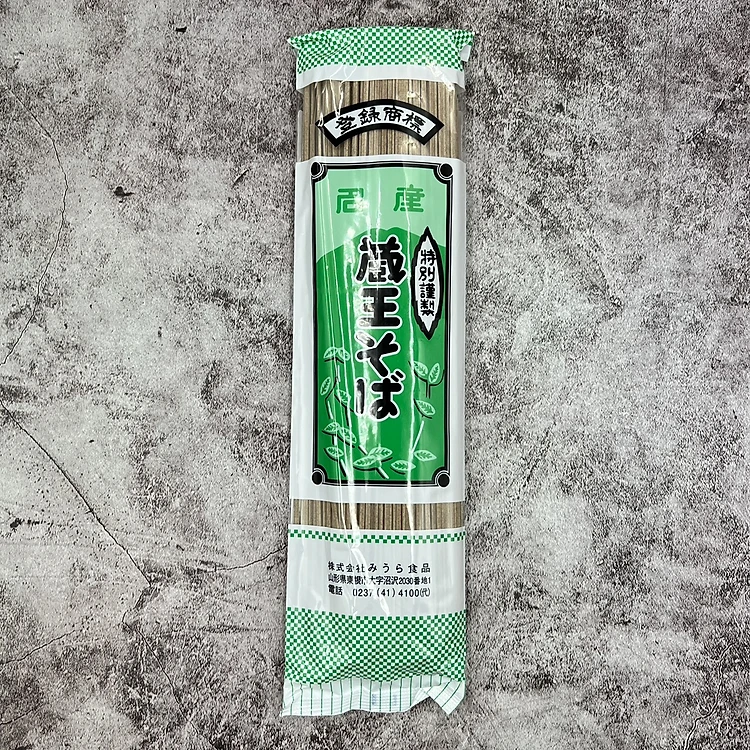 登録商標
名産
特別謹製
蔵王そば
株式会社みうら食品
山形県東根市大字沼沢2030番地1
電話 0237(41)4100(代)